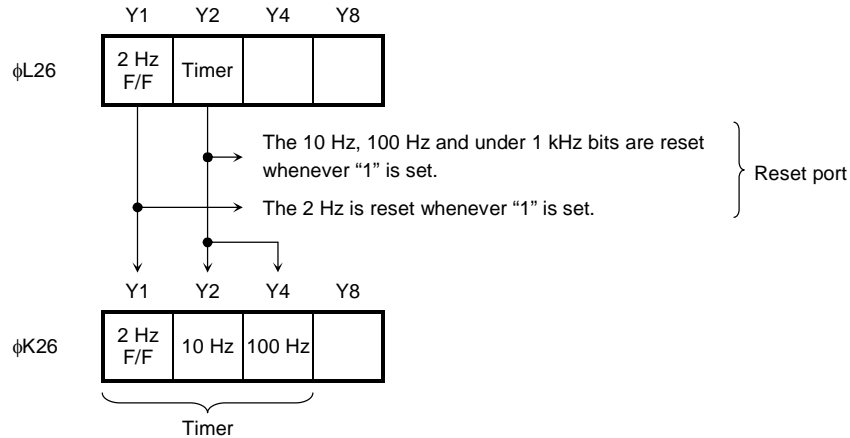 Y1 Y2 Y4 Y8
ϕL26
2 Hz
F/F
Timer
The 10 Hz, 100 Hz and under 1 kHz bits are reset
whenever “1” is set.
Reset port
The 2 Hz is reset whenever “1” is set.
Y1 Y2 Y4 Y8
ϕK26
2 Hz
F/F
10 Hz
100 Hz
Timer